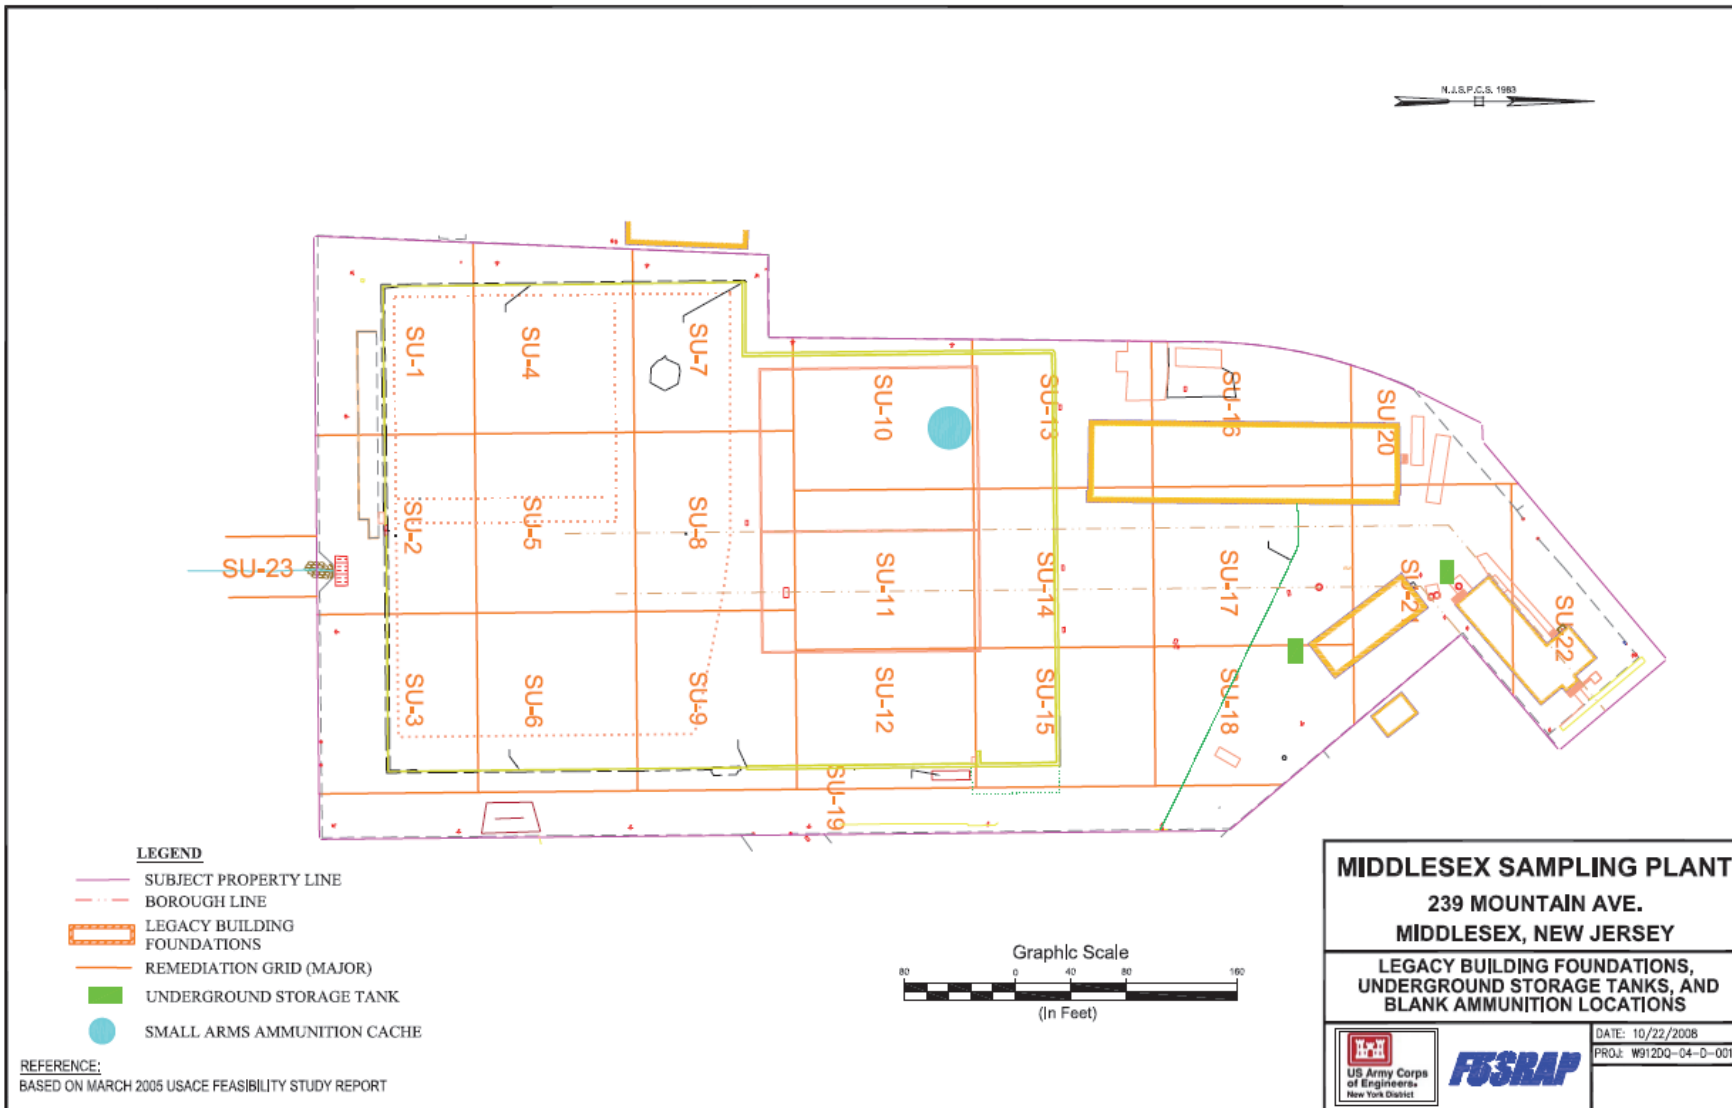 N.J.S.P.C.S. 1983
SU-1
SU-4
SU-7
SU-10
SU-13
SU-16
SU-20
SU-2
SU-5
SU-8
SU-11
SU-14
SU-17
SU-21
SU-22
SU-23
SU-3
SU-6
SU-9
SU-12
SU-15
SU-18
SU-19
LEGEND
SUBJECT PROPERTY LINE
BOROUGH LINE
LEGACY BUILDING
FOUNDATIONS
REMEDIATION GRID (MAJOR)
UNDERGROUND STORAGE TANK
SMALL ARMS AMMUNITION CACHE
REFERENCE:
BASED ON MARCH 2005 USACE FEASIBILITY STUDY REPORT
Graphic Scale
80 0 40 80 160
(In Feet)
MIDDLESEX SAMPLING PLANT
239 MOUNTAIN AVE.
MIDDLESEX, NEW JERSEY
LEGACY BUILDING FOUNDATIONS,
UNDERGROUND STORAGE TANKS, AND
BLANK AMMUNITION LOCATIONS
US Army Corps
of Engineers®
New York District
FUSRAP
DATE: 10/22/2008
PROJ: W912DQ-04-D-001